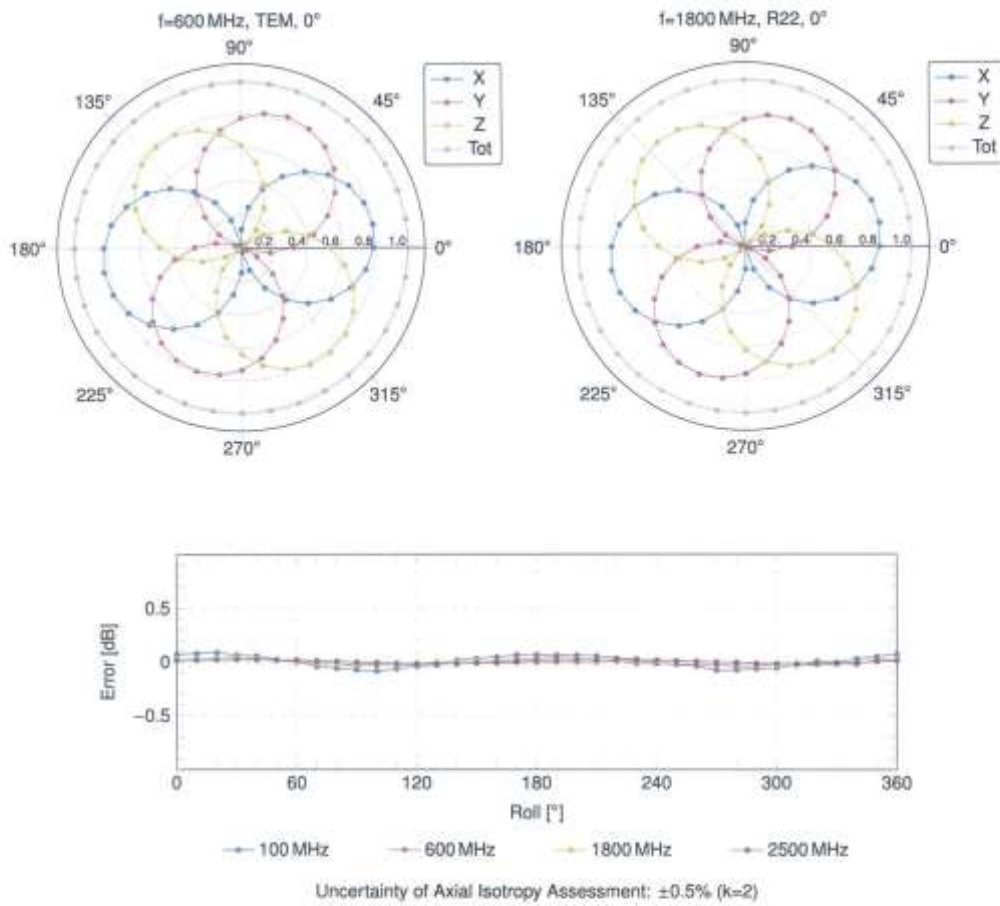 f=600 MHz, TEM, 0°
90°
135°
45°
X
Y
Z
Tot
180°
0.2 0.4 0.6 0.8 1.0
0°
225°
315°
270°
f=1800 MHz, R22, 0°
90°
135°
45°
X
Y
Z
Tot
180°
0.2 0.4 0.6 0.8 1.0
0°
225°
315°
270°
Error [dB]
0.5
0
−0.5
0 60 120 180 240 300 360
Roll [°]
100 MHz 600 MHz 1800 MHz 2500 MHz
Uncertainty of Axial Isotropy Assessment: ±0.5% (k=2)